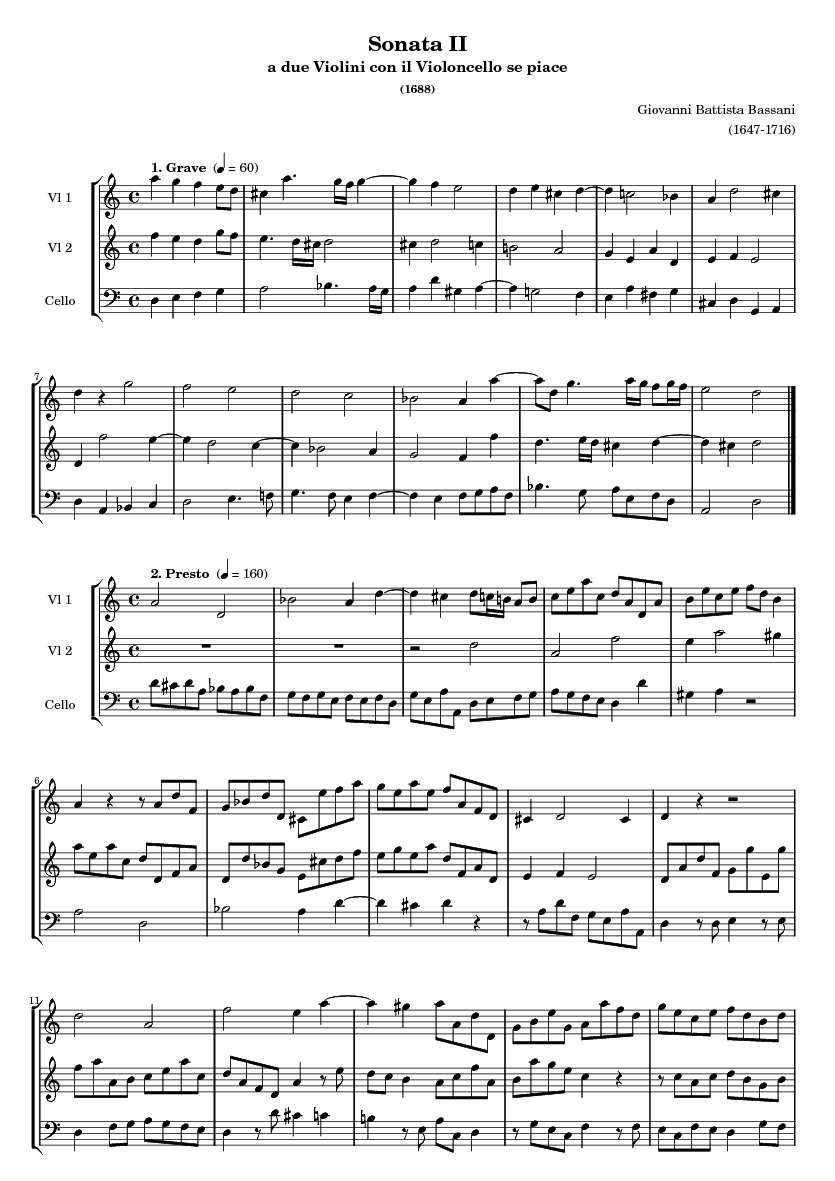 Sonata II
a due Violini con il Violoncello se piace
(1688)
Giovanni Battista Bassani
(1647-1716)
1. Grave (♩ = 60)
Vl 1
Vl 2
Cello
7
2. Presto (♩ = 160)
Vl 1
Vl 2
Cello
6
11